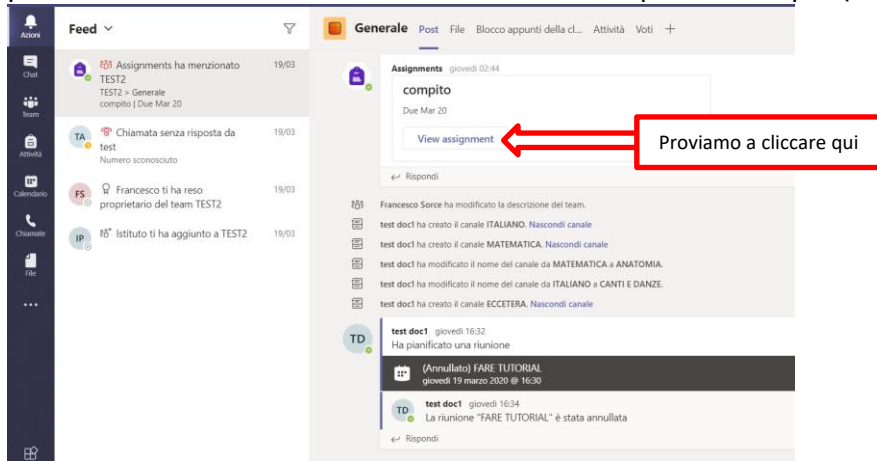 Azioni
Chat
Team
Attività
Calendario
Chiamate
File
Feed
Assignments ha menzionato
TEST2
TEST2 > Generale
compito | Due Mar 20
19/03
TA
Chiamata senza risposta da
test
Numero sconosciuto
19/03
FS
Francesco ti ha reso
proprietario del team TEST2
19/03
IP
Istituto ti ha aggiunto a TEST2
19/03
Generale Post File Blocco appunti della cl... Attività Voti
Assignments giovedì 02:44
compito
Due Mar 20
View assignment
Proviamo a cliccare qui
Rispondi
Francesco Sorce ha modificato la descrizione del team.
test doc1 ha creato il canale ITALIANO. Nascondi canale
test doc1 ha creato il canale MATEMATICA. Nascondi canale
test doc1 ha modificato il nome del canale da MATEMATICA a ANATOMIA.
test doc1 ha modificato il nome del canale da ITALIANO a CANTI E DANZE.
test doc1 ha creato il canale ECCETERA. Nascondi canale
TD
test doc1 giovedì 16:32
Ha pianificato una riunione
(Annullato) FARE TUTORIAL
giovedì 19 marzo 2020 @ 16:30
TD
test doc1 giovedì 16:34
La riunione "FARE TUTORIAL" è stata annullata
Rispondi